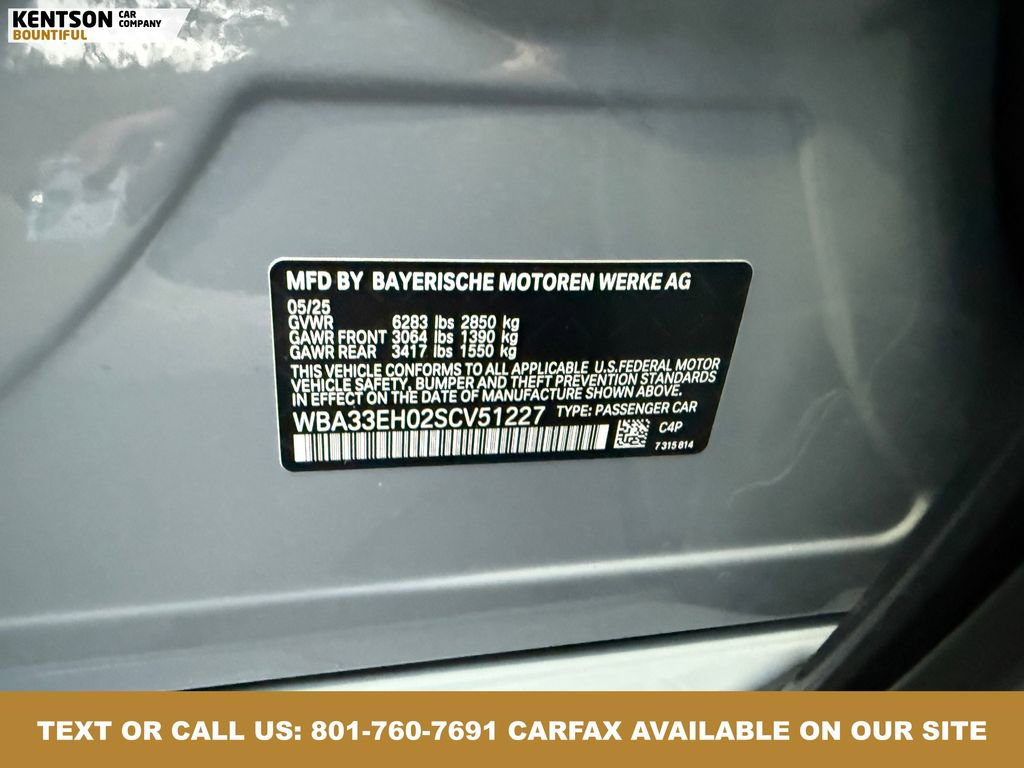 KENTSON CAR COMPANY
BOUNTIFUL
MFD BY BAYERISCHE MOTOREN WERKE AG
05/25
GVWR 6283 lbs 2850 kg
GAWR FRONT 3064 lbs 1390 kg
GAWR REAR 3417 lbs 1550 kg
THIS VEHICLE CONFORMS TO ALL APPLICABLE U.S.FEDERAL MOTOR
VEHICLE SAFETY, BUMPER AND THEFT PREVENTION STANDARDS
IN EFFECT ON THE DATE OF MANUFACTURE SHOWN ABOVE.
WBA33EH02SCV51227 TYPE: PASSENGER CAR
C4P
7315814
TEXT OR CALL US: 801-760-7691 CARFAX AVAILABLE ON OUR SITE